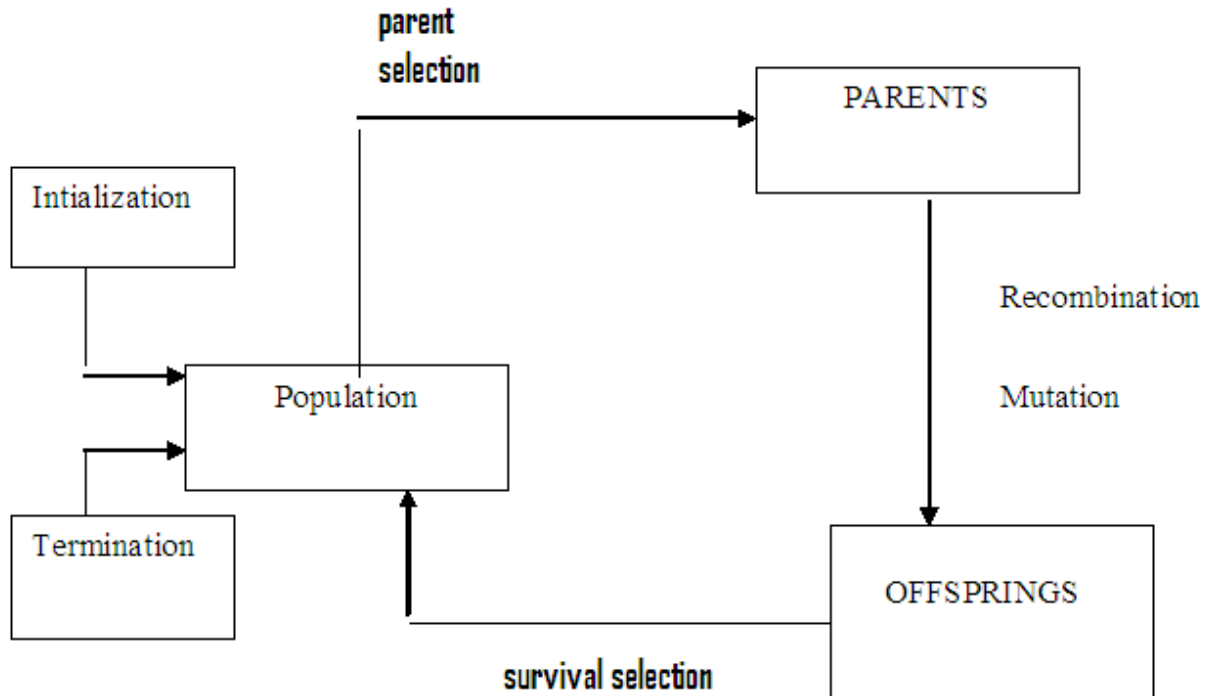 parent
selection
PARENTS
Intialization
Recombination
Population
Mutation
Termination
OFFSPRINGS
survival selection